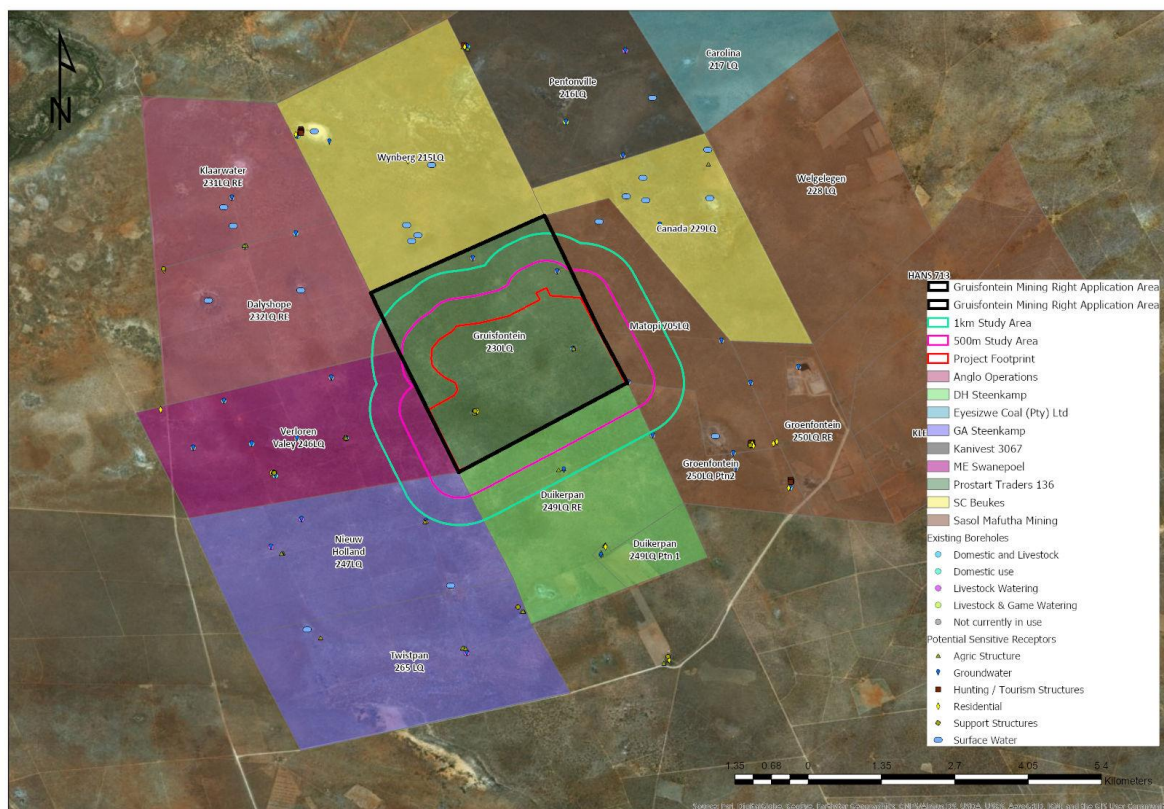 N
Carolina
217 LQ
Pentonville
216LQ
Wynberg 215LQ
Klaarwater
231LQ RE
Welgelegen
228 LQ
Canada 229LQ
HANS 713
Dalyshope
232LQ RE
Gruisfontein
230LQ
Matopi 705LQ
Verloren
Valey 246LQ
Groenfontein
250LQ RE
KLE
Groenfontein
250LQ Ptn2
Duikerpan
249LQ RE
Nieuw
Holland
247LQ
Duikerpan
249LQ Ptn 1
Twistpan
265 LQ
Gruisfontein Mining Right Application Area
Gruisfontein Mining Right Application Area
1km Study Area
500m Study Area
Project Footprint
Anglo Operations
DH Steenkamp
Eyesizwe Coal (Pty) Ltd
GA Steenkamp
Kanivest 3067
ME Swanepoel
Prostart Traders 136
SC Beukes
Sasol Mafutha Mining
Existing Boreholes
Domestic and Livestock
Domestic use
Livestock Watering
Livestock & Game Watering
Not currently in use
Potential Sensitive Receptors
Agric Structure
Groundwater
Hunting / Tourism Structures
Residential
Support Structures
Surface Water
1.35 0.68 0 1.35 2.7 4.05 5.4
Kilometers